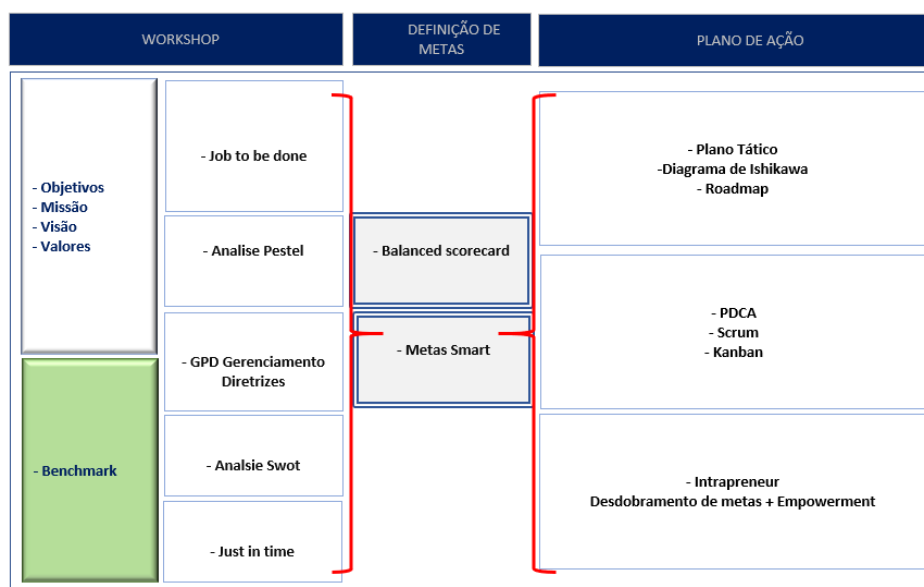 WORKSHOP
DEFINIÇÃO DE
METAS
PLANO DE AÇÃO
- Objetivos
- Missão
- Visão
- Valores
- Benchmark
- Job to be done
- Analise Pestel
- GPD Gerenciamento
Diretrizes
- Analsie Swot
- Just in time
- Balanced scorecard
- Metas Smart
- Plano Tático
-Diagrama de Ishikawa
- Roadmap
- PDCA
- Scrum
- Kanban
- Intrapreneur
Desdobramento de metas + Empowerment